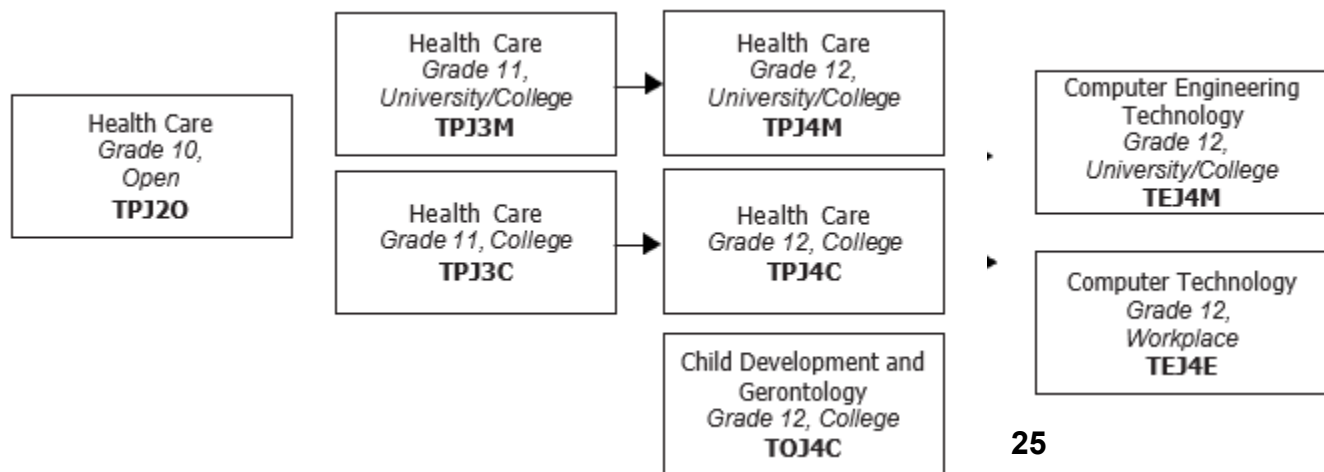 Health Care
Grade 10,
Open
TPJ2O
Health Care
Grade 11,
University/College
TPJ3M
Health Care
Grade 11, College
TPJ3C
Health Care
Grade 12,
University/College
TPJ4M
Health Care
Grade 12, College
TPJ4C
Child Development and
Gerontology
Grade 12, College
TOJ4C
Computer Engineering
Technology
Grade 12,
University/College
TEJ4M
Computer Technology
Grade 12,
Workplace
TEJ4E
25